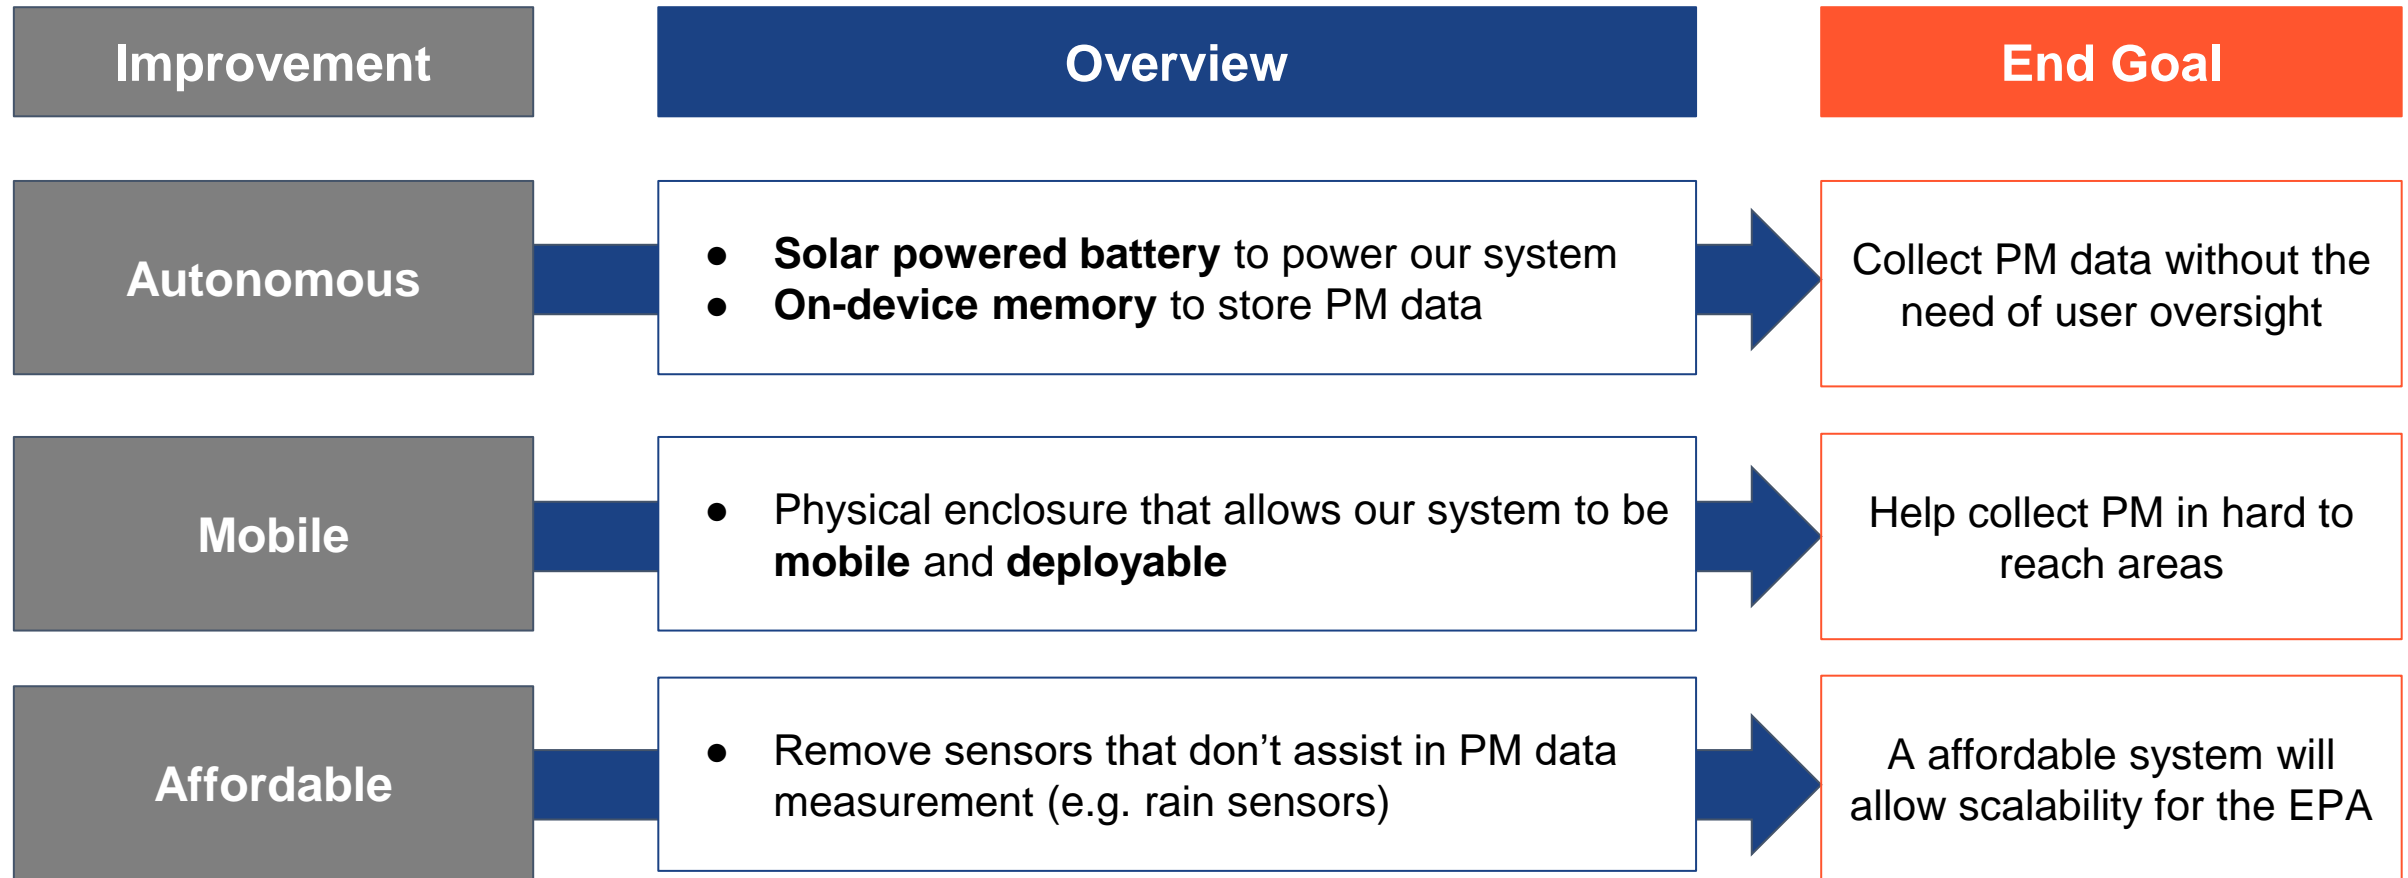 Improvement
Overview
End Goal
Autonomous
● Solar powered battery to power our system
● On-device memory to store PM data
Collect PM data without the
need of user oversight
Mobile
● Physical enclosure that allows our system to be
mobile and deployable
Help collect PM in hard to
reach areas
Affordable
● Remove sensors that don’t assist in PM data
measurement (e.g. rain sensors)
A affordable system will
allow scalability for the EPA